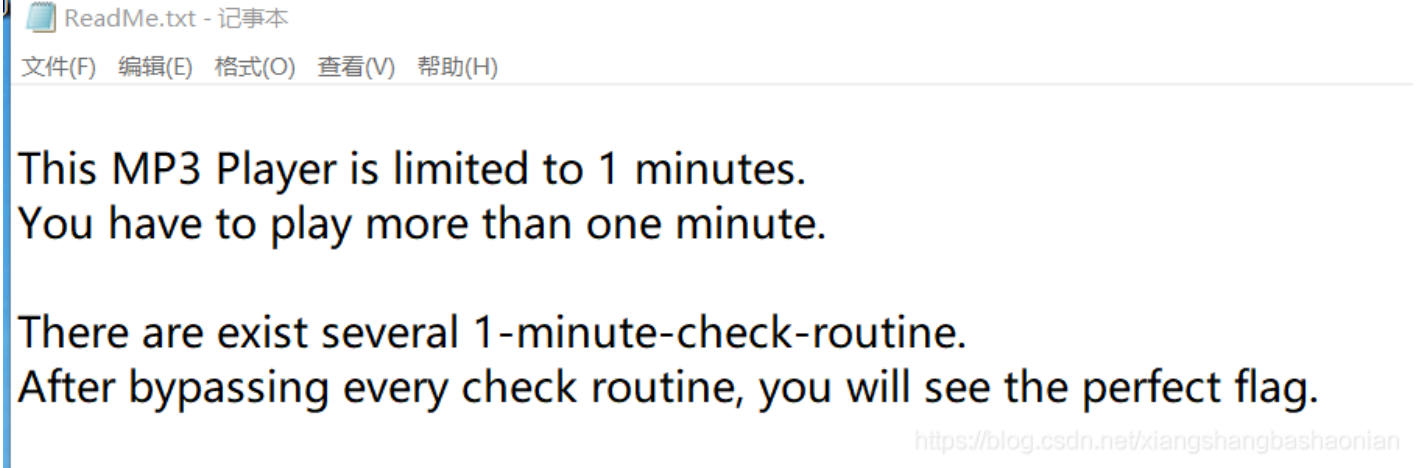 ReadMe.txt - 记事本
文件(F) 编辑(E) 格式(O) 查看(V) 帮助(H)
This MP3 Player is limited to 1 minutes.
You have to play more than one minute.
There are exist several 1-minute-check-routine.
After bypassing every check routine, you will see the perfect flag.
https://blog.csdn.net/xiangshangbashaonian